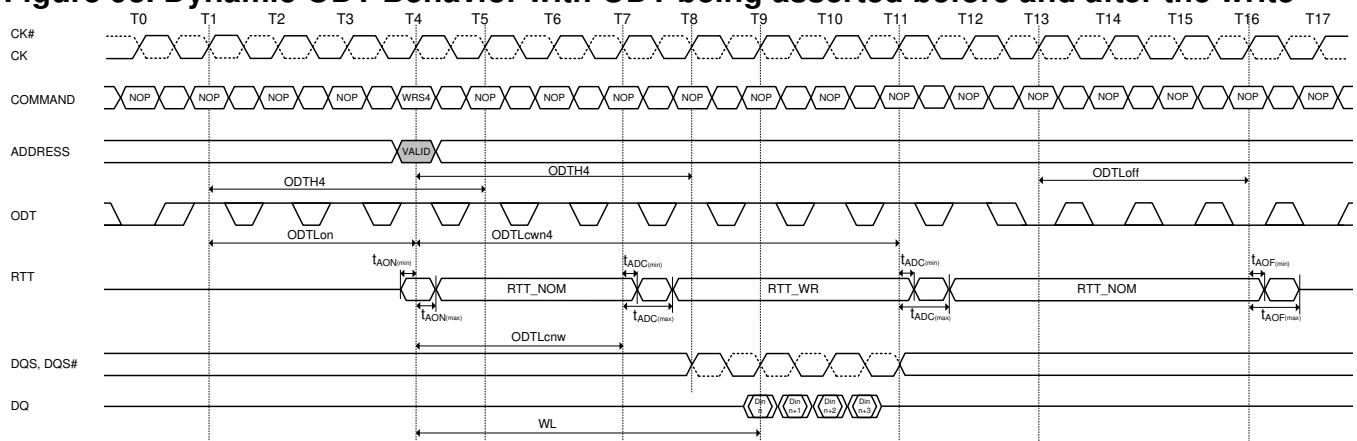 Figure 93. Dynamic ODT Behavior with ODT being asserted before and after the write
T0 T1 T2 T3 T4 T5 T6 T7 T8 T9 T10 T11 T12 T13 T14 T15 T16 T17
CK#
CK
COMMAND NOP NOP NOP NOP WRS4 NOP NOP NOP NOP NOP NOP NOP NOP NOP NOP NOP NOP NOP
ADDRESS VALID
ODTH4 ODTH4 ODTLoff
ODT
ODTLon ODTLcwn4
tAON(min) tADC(min) tADC(min) tAOF(min)
RTT RTT_NOM RTT_WR RTT_NOM
tAON(max) tADC(max) tADC(max) tAOF(max)
ODTLcnw
DQS, DQS#
DQ Din n Din n+1 Din n+2 Din n+3
WL